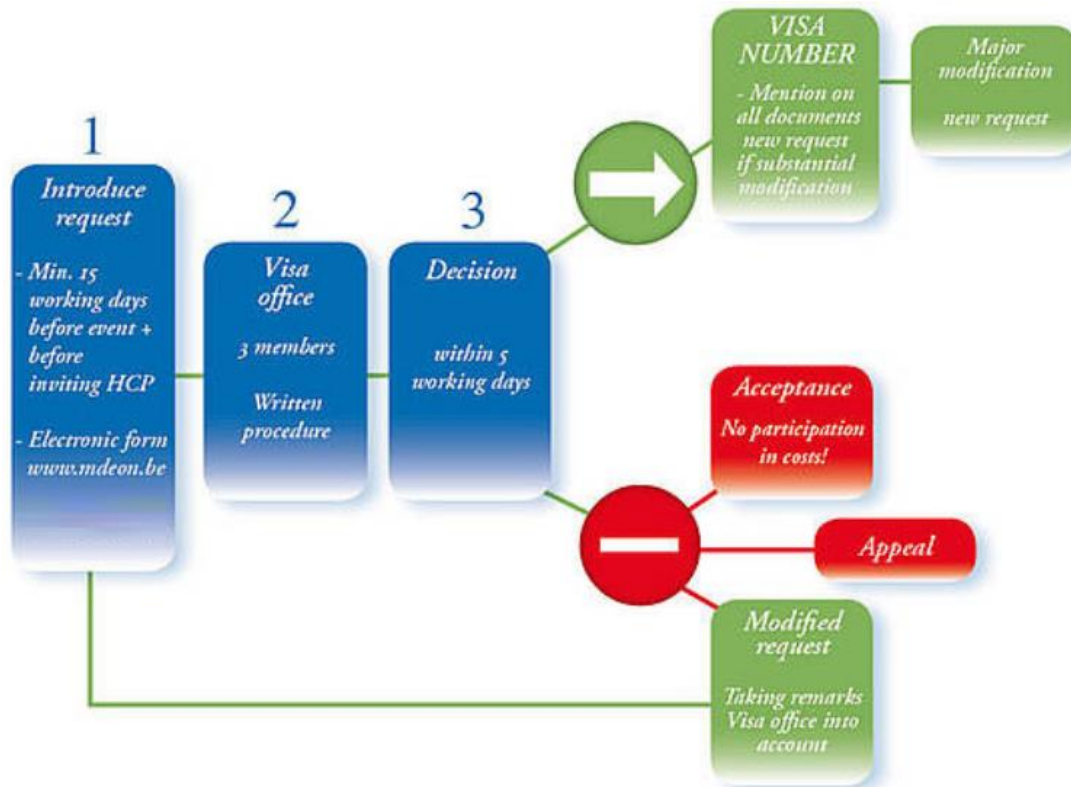 1
Introduce
request
- Min. 15
working days
before event +
before
inviting HCP
- Electronic form
www.mdeon.be
2
Visa
office
3 members
Written
procedure
3
Decision
within 5
working days
VISA
NUMBER
- Mention on
all documents
new request
if substantial
modification
Major
modification
new request
Acceptance
No participation
in costs!
Appeal
Modified
request
Taking remarks
Visa office into
account